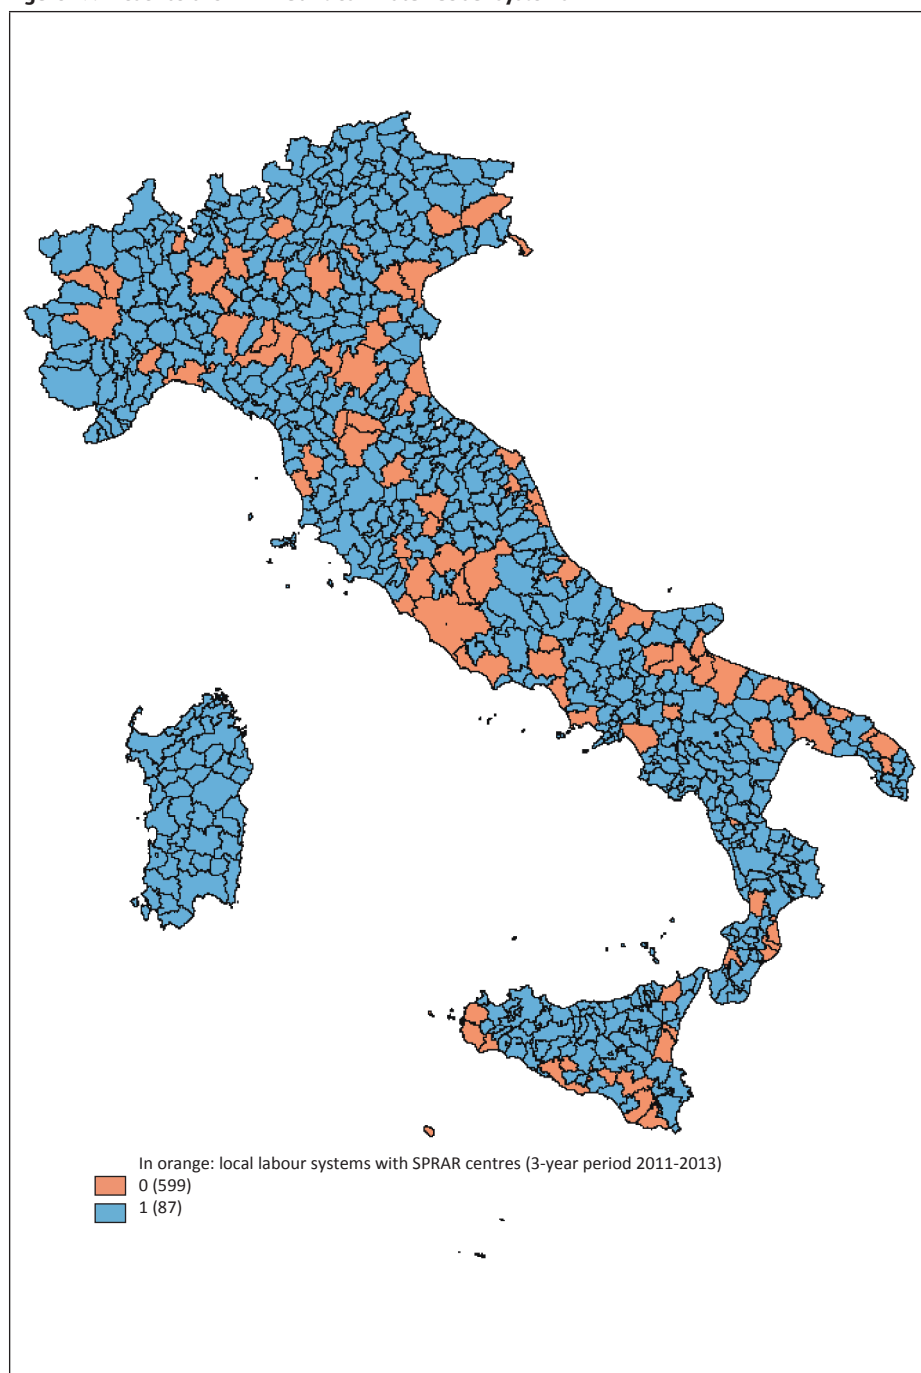 In orange: local labour systems with SPRAR centres (3-year period 2011-2013)
0 (599)
1 (87)